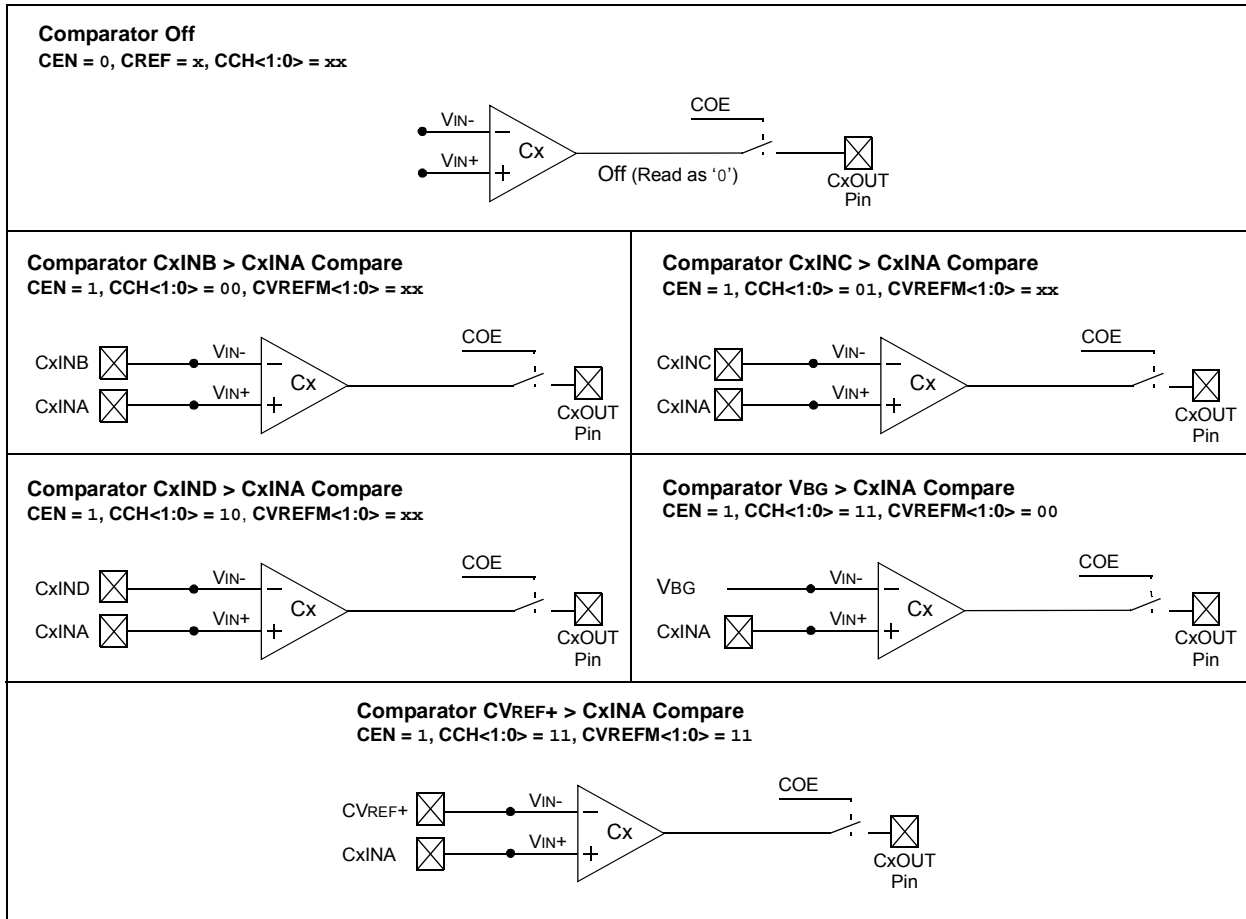 Comparator Off
CEN = 0, CREF = x, CCH<1:0> = xx
COE
VIN-
VIN+
−
+
Cx
Off (Read as ‘0’)
CxOUT
Pin
Comparator CxINB > CxINA Compare
CEN = 1, CCH<1:0> = 00, CVREFM<1:0> = xx
COE
CxINB
VIN-
−
Cx
CxINA
VIN+
+
CxOUT
Pin
Comparator CxINC > CxINA Compare
CEN = 1, CCH<1:0> = 01, CVREFM<1:0> = xx
COE
CxINC
VIN-
−
Cx
CxINA
VIN+
+
CxOUT
Pin
Comparator CxIND > CxINA Compare
CEN = 1, CCH<1:0> = 10, CVREFM<1:0> = xx
COE
CxIND
VIN-
−
Cx
CxINA
VIN+
+
CxOUT
Pin
Comparator VBG > CxINA Compare
CEN = 1, CCH<1:0> = 11, CVREFM<1:0> = 00
COE
VBG
VIN-
−
Cx
CxINA
VIN+
+
CxOUT
Pin
Comparator CVREF+ > CxINA Compare
CEN = 1, CCH<1:0> = 11, CVREFM<1:0> = 11
COE
CVREF+
VIN-
−
Cx
CxINA
VIN+
+
CxOUT
Pin